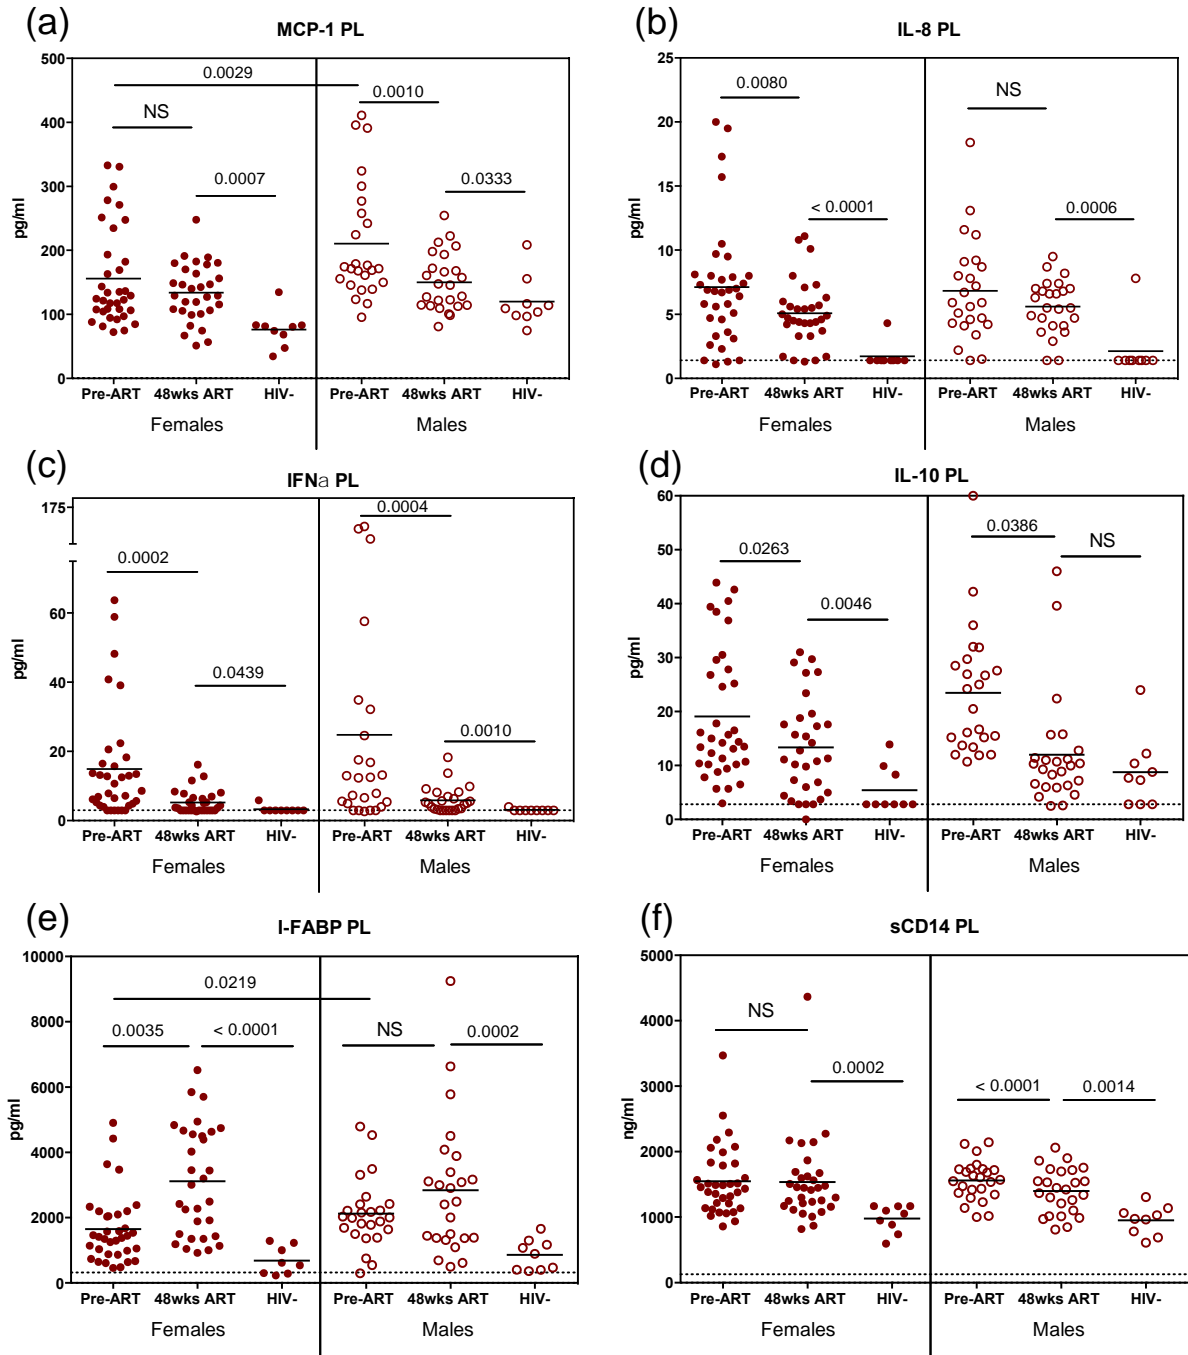 (a)
MCP-1 PL
500
400
300
200
100
0
pg/ml
0.0029
NS
0.0010
0.0007
0.0333
Pre-ART 48wks ART HIV- Pre-ART 48wks ART HIV-
Females Males
(b)
IL-8 PL
25
20
15
10
5
0
pg/ml
0.0080
NS
< 0.0001
0.0006
Pre-ART 48wks ART HIV- Pre-ART 48wks ART HIV-
Females Males
(c)
IFNa PL
175
60
40
20
0
pg/ml
0.0004
0.0002
0.0439
0.0010
Pre-ART 48wks ART HIV- Pre-ART 48wks ART HIV-
Females Males
(d)
IL-10 PL
60
50
40
30
20
10
0
pg/ml
0.0386
NS
0.0263
0.0046
Pre-ART 48wks ART HIV- Pre-ART 48wks ART HIV-
Females Males
(e)
I-FABP PL
10000
8000
6000
4000
2000
0
pg/ml
0.0219
0.0035
< 0.0001
NS
0.0002
Pre-ART 48wks ART HIV- Pre-ART 48wks ART HIV-
Females Males
(f)
sCD14 PL
5000
4000
3000
2000
1000
0
ng/ml
NS
0.0002
< 0.0001
0.0014
Pre-ART 48wks ART HIV- Pre-ART 48wks ART HIV-
Females Males